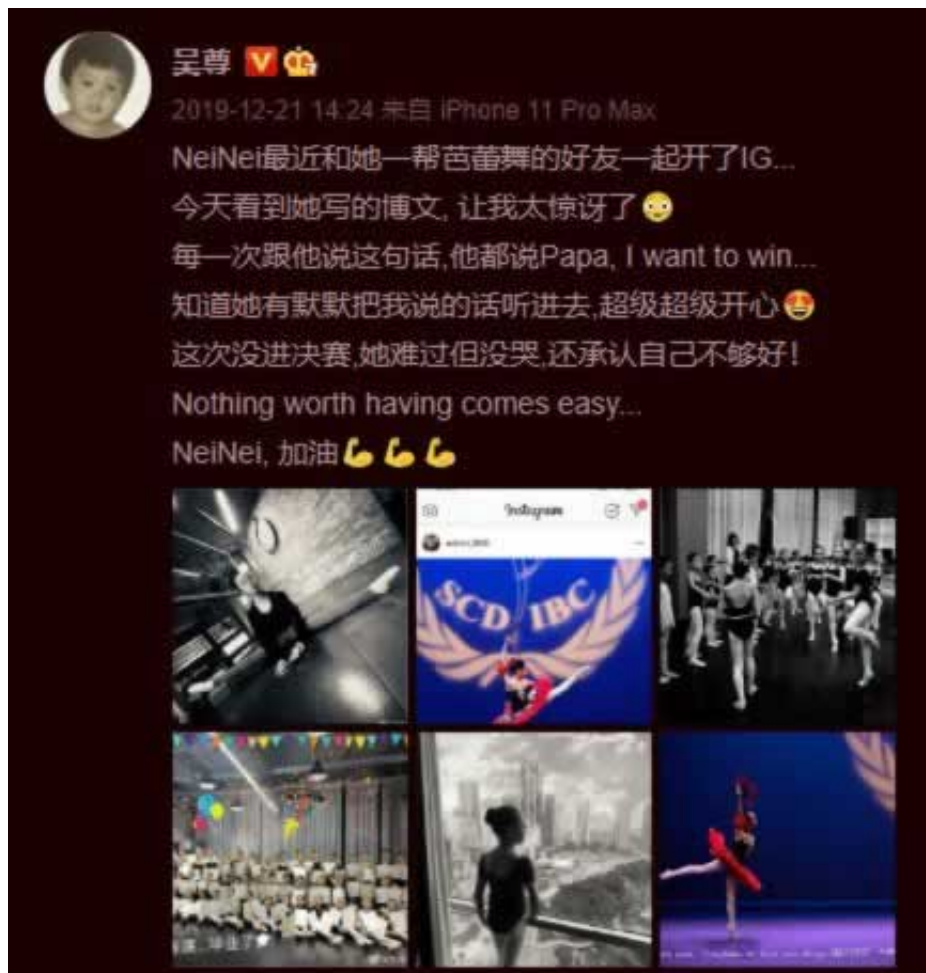 吴尊
2019-12-21 14:24 来自 iPhone 11 Pro Max
NeiNei最近和她一帮芭蕾舞的好友一起开了IG...
今天看到她写的博文, 让我太惊讶了
每一次跟他说这句话,他都说Papa, I want to win...
知道她有默默把我说的话听进去,超级超级开心
这次没进决赛,她难过但没哭,还承认自己不够好!
Nothing worth having comes easy...
NeiNei, 加油
Instagram
SCD IBC